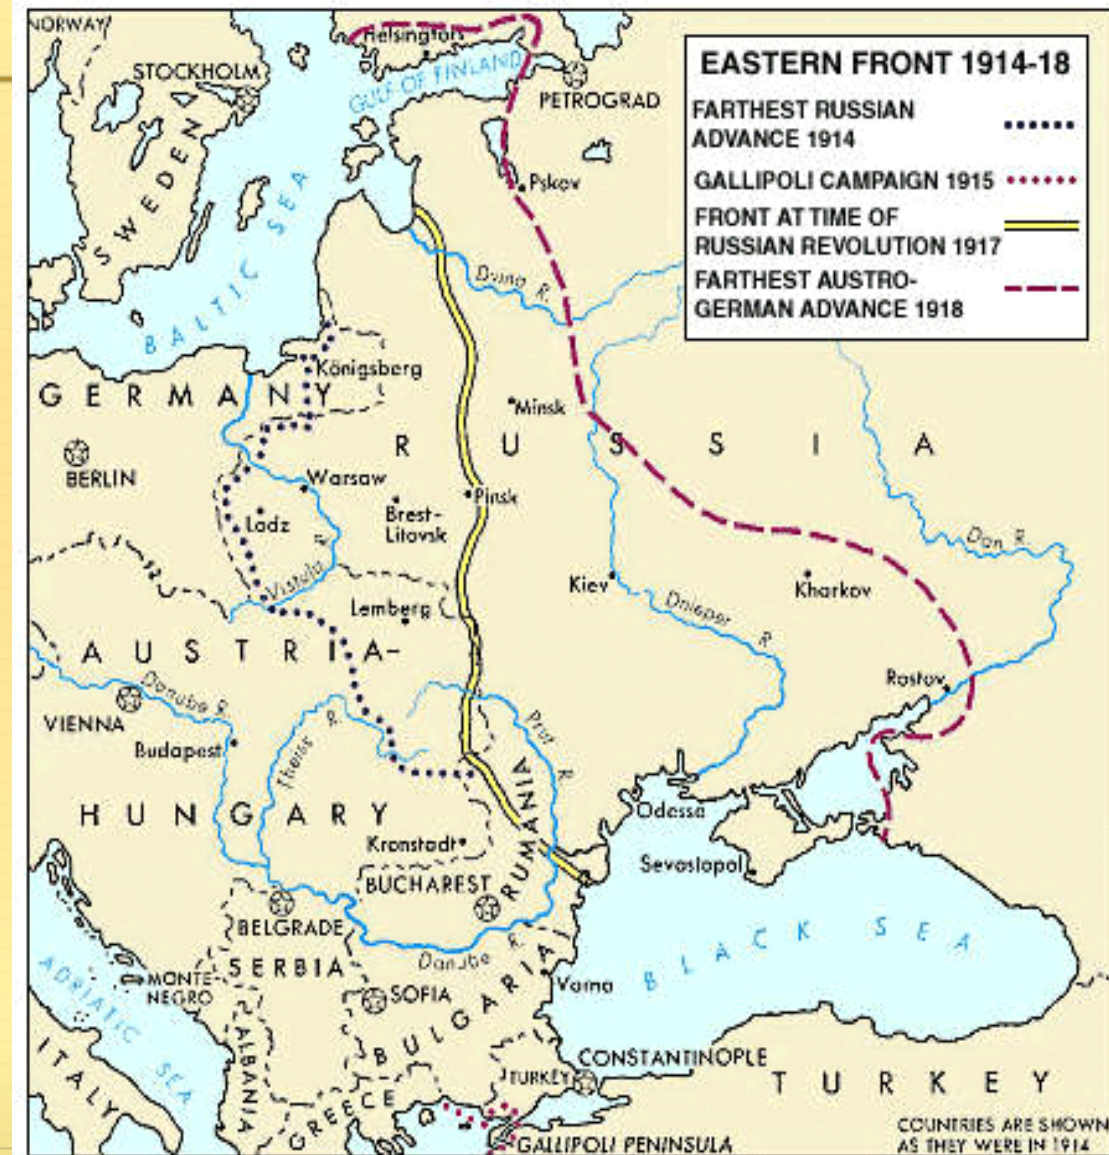 EASTERN FRONT 1914-18
FARTHEST RUSSIAN
ADVANCE 1914
GALLIPOLI CAMPAIGN 1915
FRONT AT TIME OF
RUSSIAN REVOLUTION 1917
FARTHEST AUSTRO-
GERMAN ADVANCE 1918
NORWAY
Helsingfors
STOCKHOLM
GULF OF FINLAND
PETROGRAD
SWEDEN
Pskov
BALTIC SEA
Dvina R.
Königsberg
GERMANY
Minsk
RUSSIA
BERLIN
Warsaw
Pinsk
Brest-
Litovsk
Lodz
Don R.
Vistula R.
Kiev
Kharkov
Lemberg
Dnieper R.
AUSTRIA-
Danube R.
Rostov
VIENNA
Budapest
Theiss R.
Prut R.
HUNGARY
RUMANIA
Odessa
Kronstadt
Sevastopol
BUCHAREST
BELGRADE
BLACK SEA
Danube R.
SERBIA
ADRIATIC SEA
MONTE-
NEGRO
SOFIA
Varna
BULGARIA
ITALY
ALBANIA
CONSTANTINOPLE
TURKEY
TURKEY
GREECE
GALLIPOLI PENINSULA
COUNTRIES ARE SHOWN
AS THEY WERE IN 1914